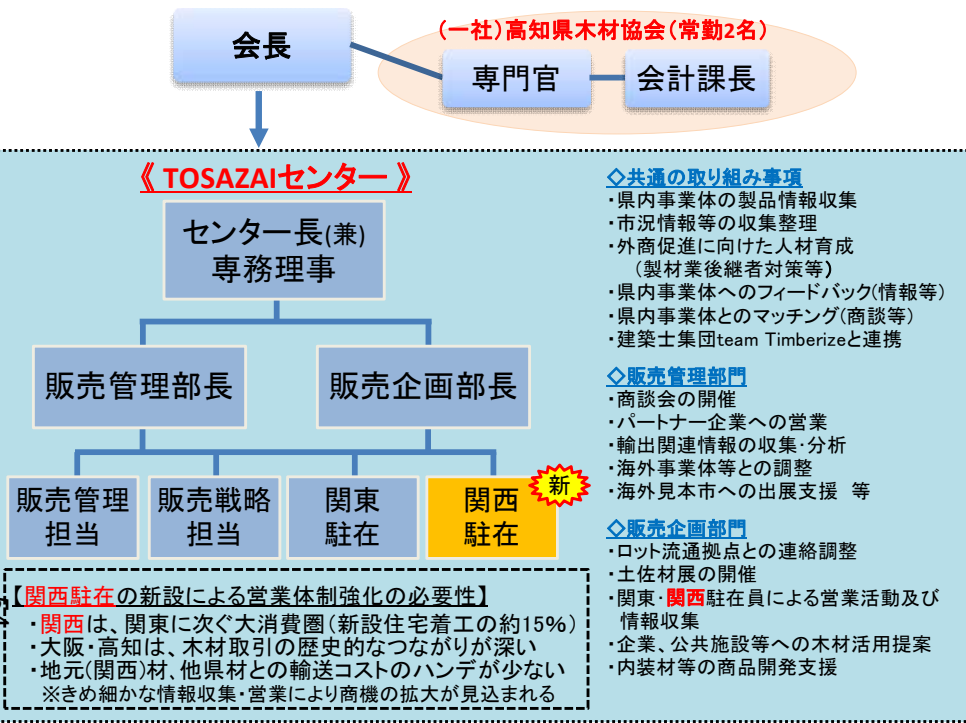 (一社)高知県木材協会(常勤2名)
会長
専門官
会計課長
《 TOSAZAIセンター 》
センター長(兼)
専務理事
販売管理部長
販売企画部長
販売管理
担当
販売戦略
担当
関東
駐在
関西
駐在
新
【関西駐在の新設による営業体制強化の必要性】
・関西は、関東に次ぐ大消費圏(新設住宅着工の約15%)
・大阪・高知は、木材取引の歴史的なつながりが深い
・地元(関西)材、他県材との輸送コストのハンデが少ない
※きめ細かな情報収集・営業により商機の拡大が見込まれる
◇共通の取り組み事項
・県内事業体の製品情報収集
・市況情報等の収集整理
・外商促進に向けた人材育成
(製材業後継者対策等)
・県内事業体へのフィードバック(情報等)
・県内事業体とのマッチング(商談等)
・建築士集団team Timberizeと連携
◇販売管理部門
・商談会の開催
・パートナー企業への営業
・輸出関連情報の収集・分析
・海外事業体等との調整
・海外見本市への出展支援 等
◇販売企画部門
・ロット流通拠点との連絡調整
・土佐材展の開催
・関東・関西駐在員による営業活動及び
情報収集
・企業、公共施設等への木材活用提案
・内装材等の商品開発支援